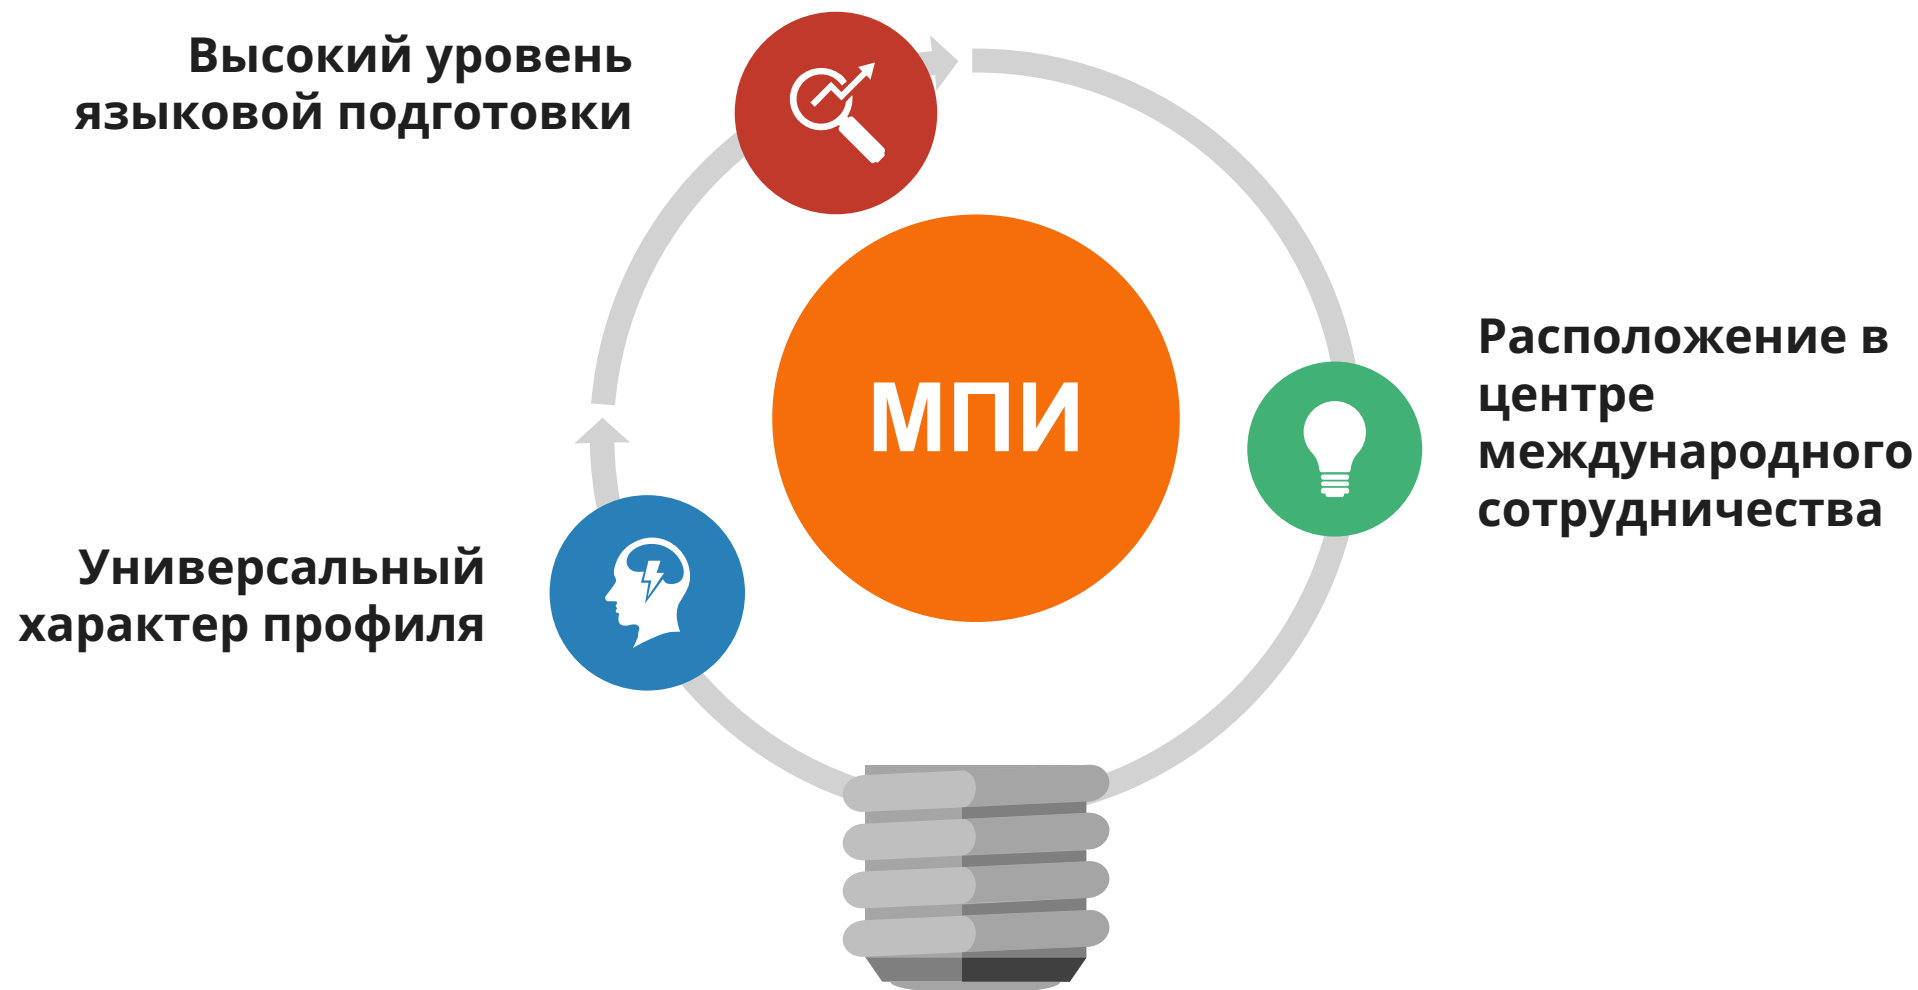 Высокий уровень
языковой подготовки
МПИ
Расположение в
центре
международного
сотрудничества
Универсальный
характер профиля